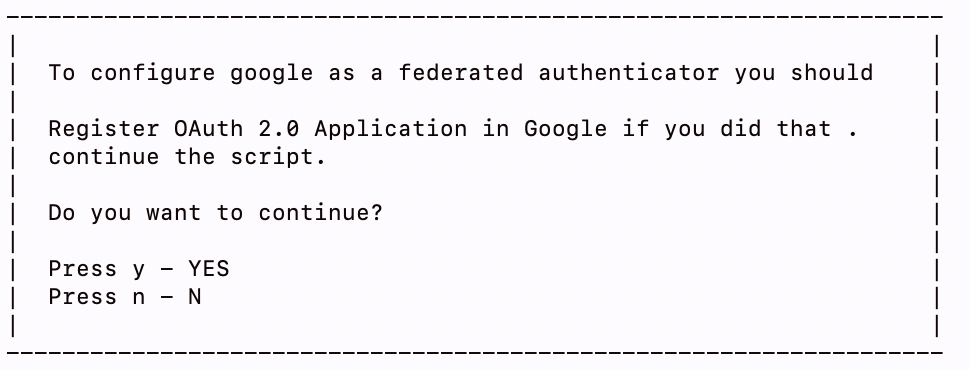 To configure google as a federated authenticator you should
Register OAuth 2.0 Application in Google if you did that .
continue the script.
Do you want to continue?
Press y – YES
Press n – N